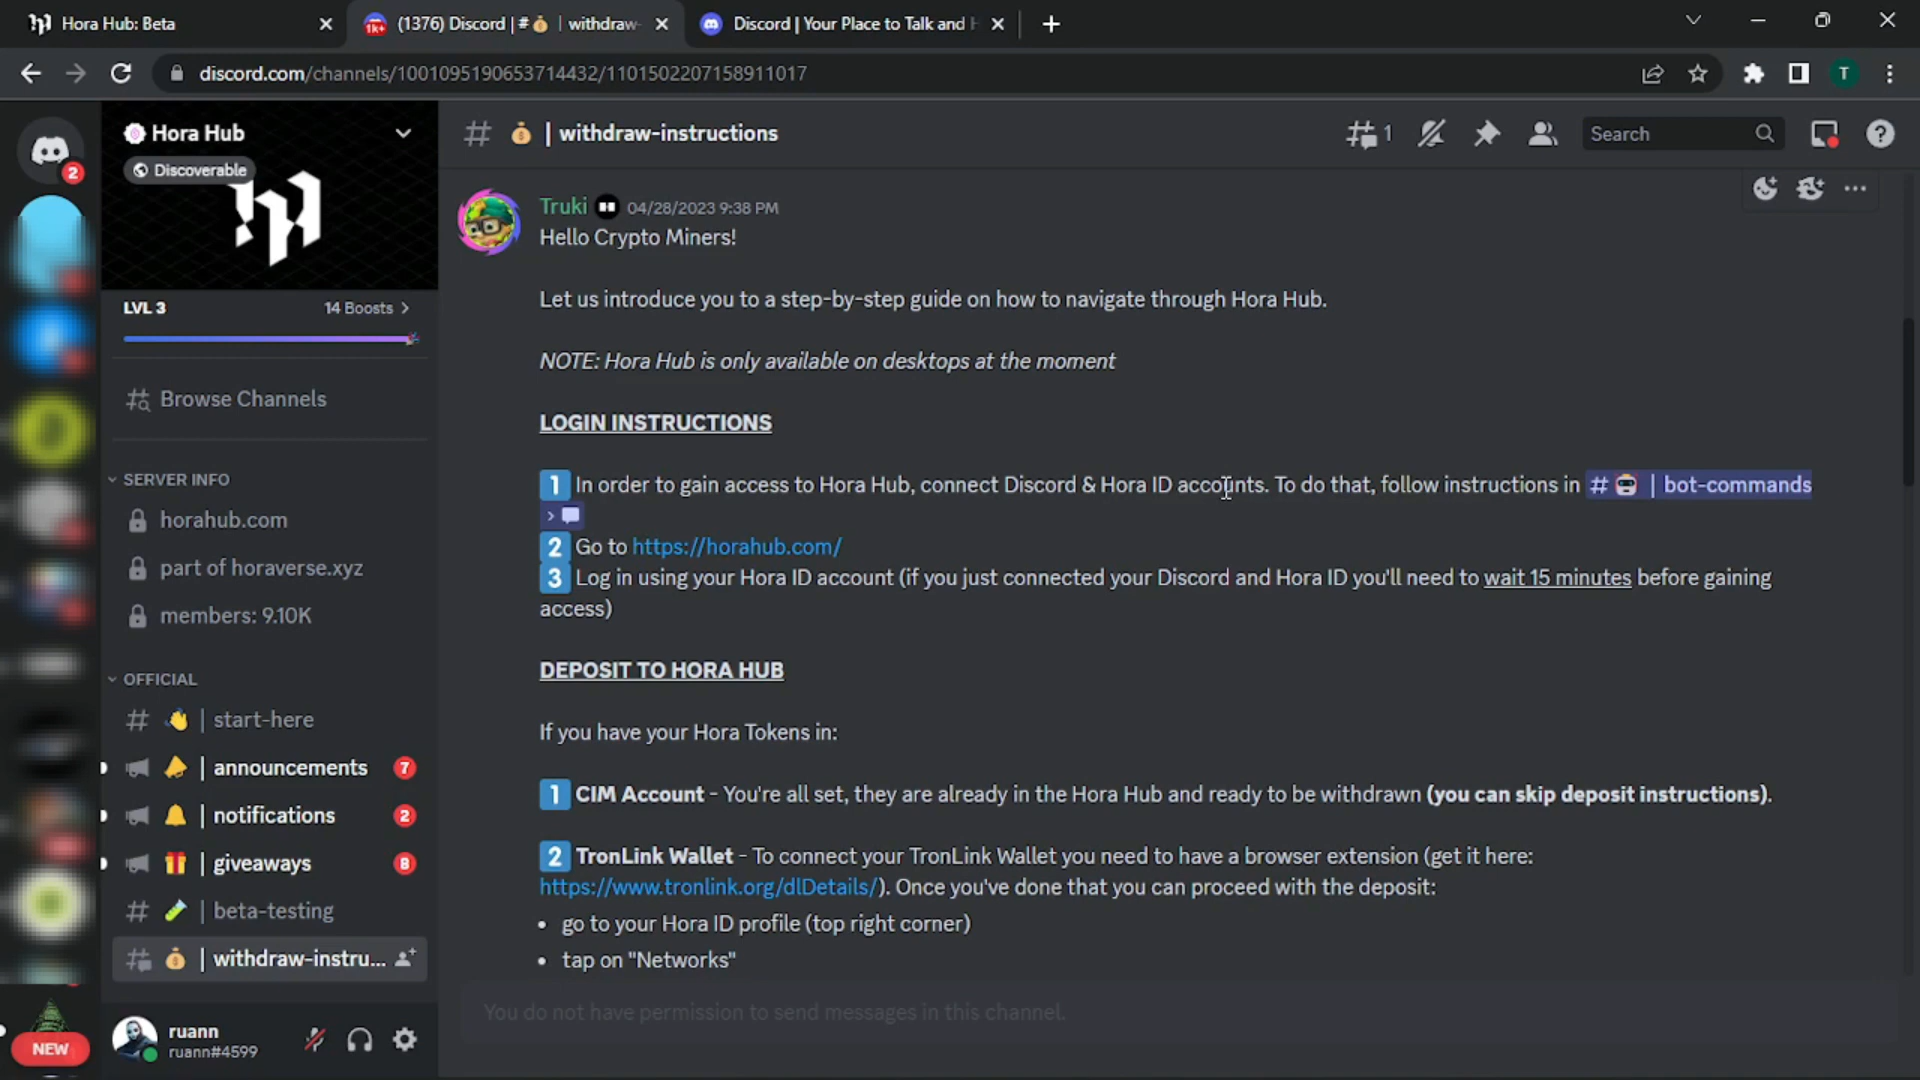 Hora Hub: Beta
(1376) Discord | #💰 | withdraw-
Discord | Your Place to Talk and H
discord.com/channels/1001095190653714432/1101502207158911017
T
Hora Hub
Discoverable
# 💰 | withdraw-instructions
1
Search
2
LVL 3
14 Boosts >
Browse Channels
SERVER INFO
horahub.com
part of horaverse.xyz
members: 9.10K
OFFICIAL
# 👋 | start-here
📣 | announcements 7
🔔 | notifications 2
🎁 | giveaways 8
# 🧪 | beta-testing
💰 | withdraw-instru...
NEW
ruann
ruann#4599
Truki 04/28/2023 9:38 PM
Hello Crypto Miners!
Let us introduce you to a step-by-step guide on how to navigate through Hora Hub.
NOTE: Hora Hub is only available on desktops at the moment
LOGIN INSTRUCTIONS
1 In order to gain access to Hora Hub, connect Discord & Hora ID accounts. To do that, follow instructions in # 🤖 | bot-commands
> 💬
2 Go to https://horahub.com/
3 Log in using your Hora ID account (if you just connected your Discord and Hora ID you'll need to wait 15 minutes before gaining
access)
DEPOSIT TO HORA HUB
If you have your Hora Tokens in:
1 CIM Account - You're all set, they are already in the Hora Hub and ready to be withdrawn (you can skip deposit instructions).
2 TronLink Wallet - To connect your TronLink Wallet you need to have a browser extension (get it here:
https://www.tronlink.org/dlDetails/). Once you've done that you can proceed with the deposit:
• go to your Hora ID profile (top right corner)
• tap on "Networks"
You do not have permission to send messages in this channel.